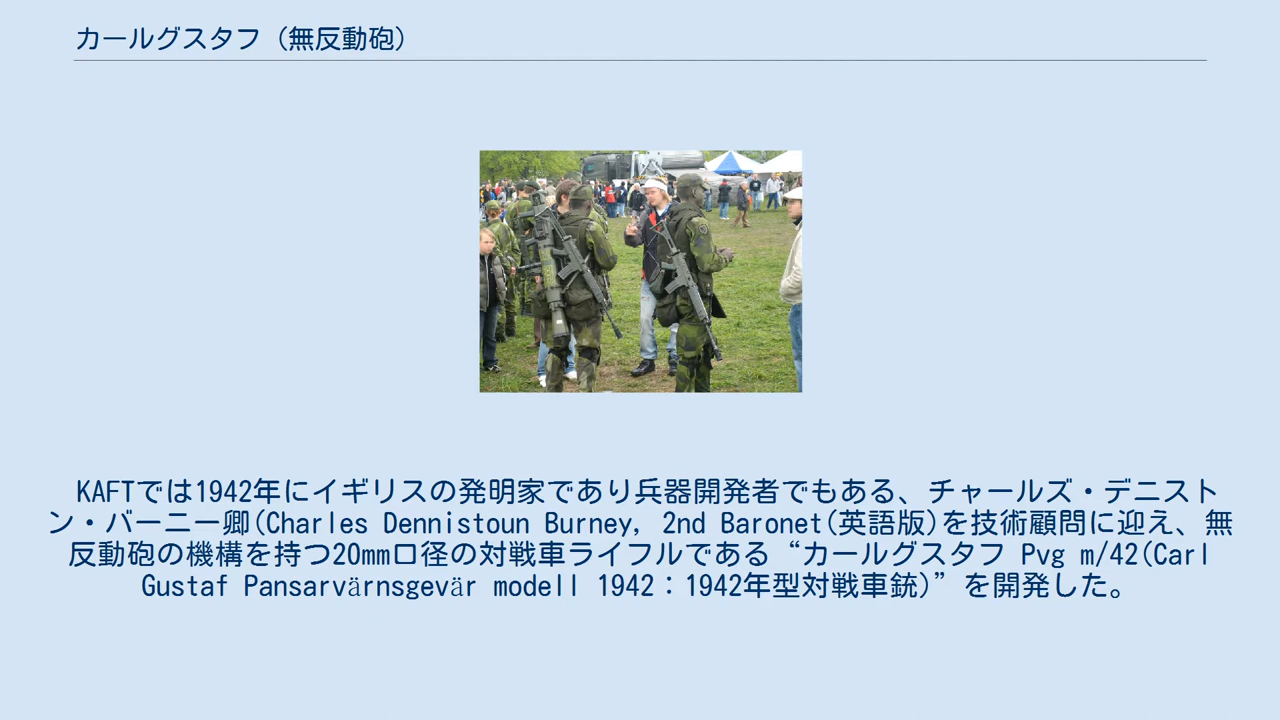 カールグスタフ（無反動砲）
KAFTでは1942年にイギリスの発明家であり兵器開発者でもある、チャールズ・デニスト
ン・バーニー卿(Charles Dennistoun Burney, 2nd Baronet(英語版)を技術顧問に迎え、無
反動砲の機構を持つ20mm口径の対戦車ライフルである“カールグスタフ Pvg m/42(Carl
Gustaf Pansarvärnsgevär modell 1942：1942年型対戦車銃)”を開発した。